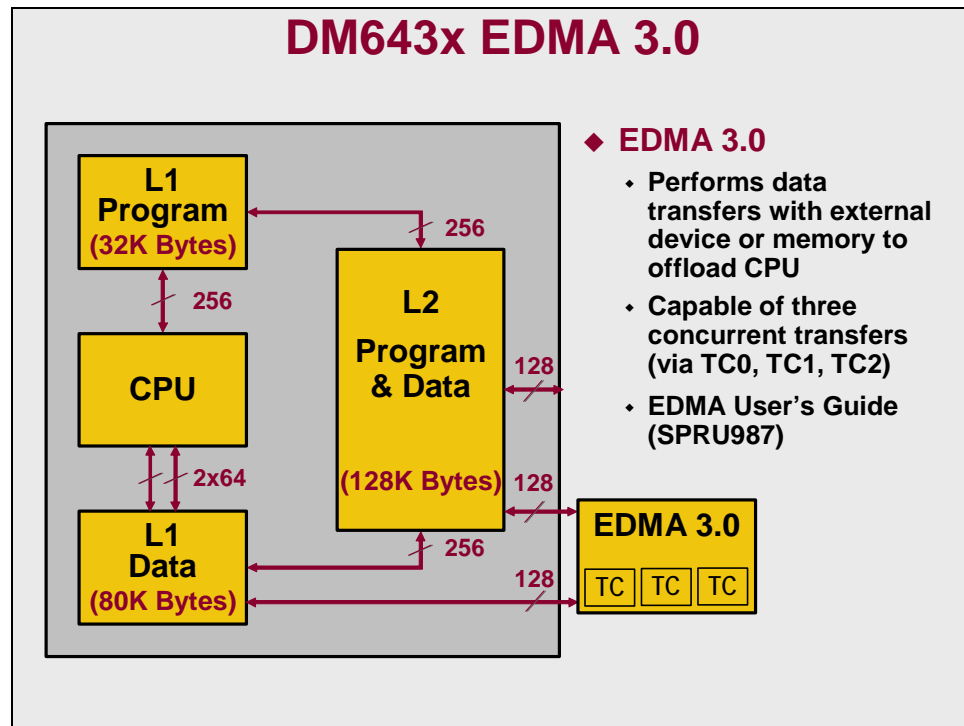 DM643x EDMA 3.0
L1
Program
(32K Bytes)
256
256
CPU
2x64
L1
Data
(80K Bytes)
L2
Program
& Data
(128K Bytes)
256
128
128
128
EDMA 3.0
TC TC TC
◆ EDMA 3.0
◆ Performs data
transfers with external
device or memory to
offload CPU
◆ Capable of three
concurrent transfers
(via TC0, TC1, TC2)
◆ EDMA User’s Guide
(SPRU987)